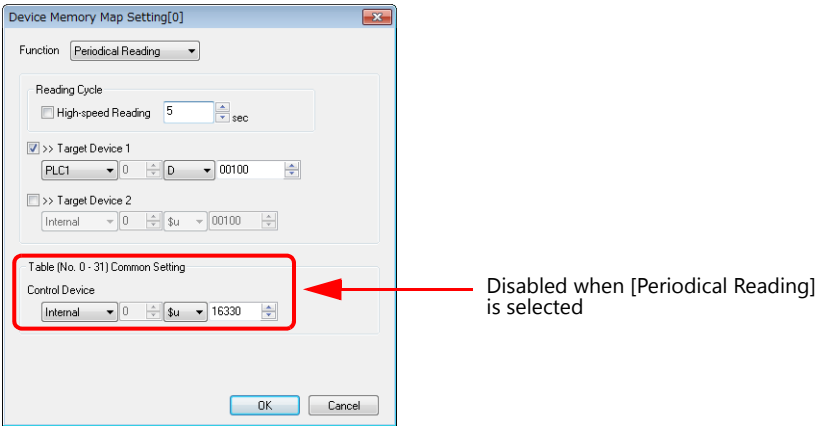 Device Memory Map Setting[0]
Function Periodical Reading
Reading Cycle
High-speed Reading 5 sec
>> Target Device 1
PLC1 0 D 00100
>> Target Device 2
Internal 0 $u 00100
Table (No. 0 - 31) Common Setting
Control Device
Internal 0 $u 16330
Disabled when [Periodical Reading]
is selected
OK Cancel